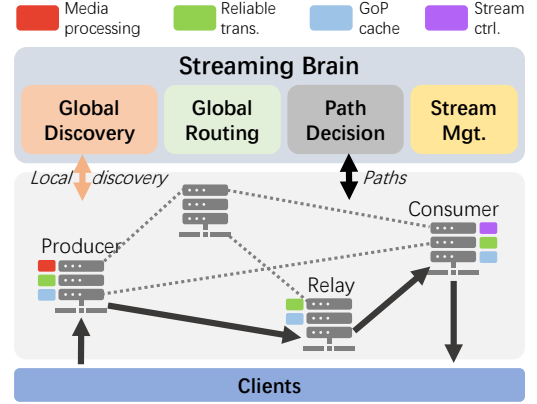 Media
processing
Reliable
trans.
GoP
cache
Stream
ctrl.
Streaming Brain
Global
Discovery
Global
Routing
Path
Decision
Stream
Mgt.
Local discovery
Paths
Consumer
Producer
Relay
Clients